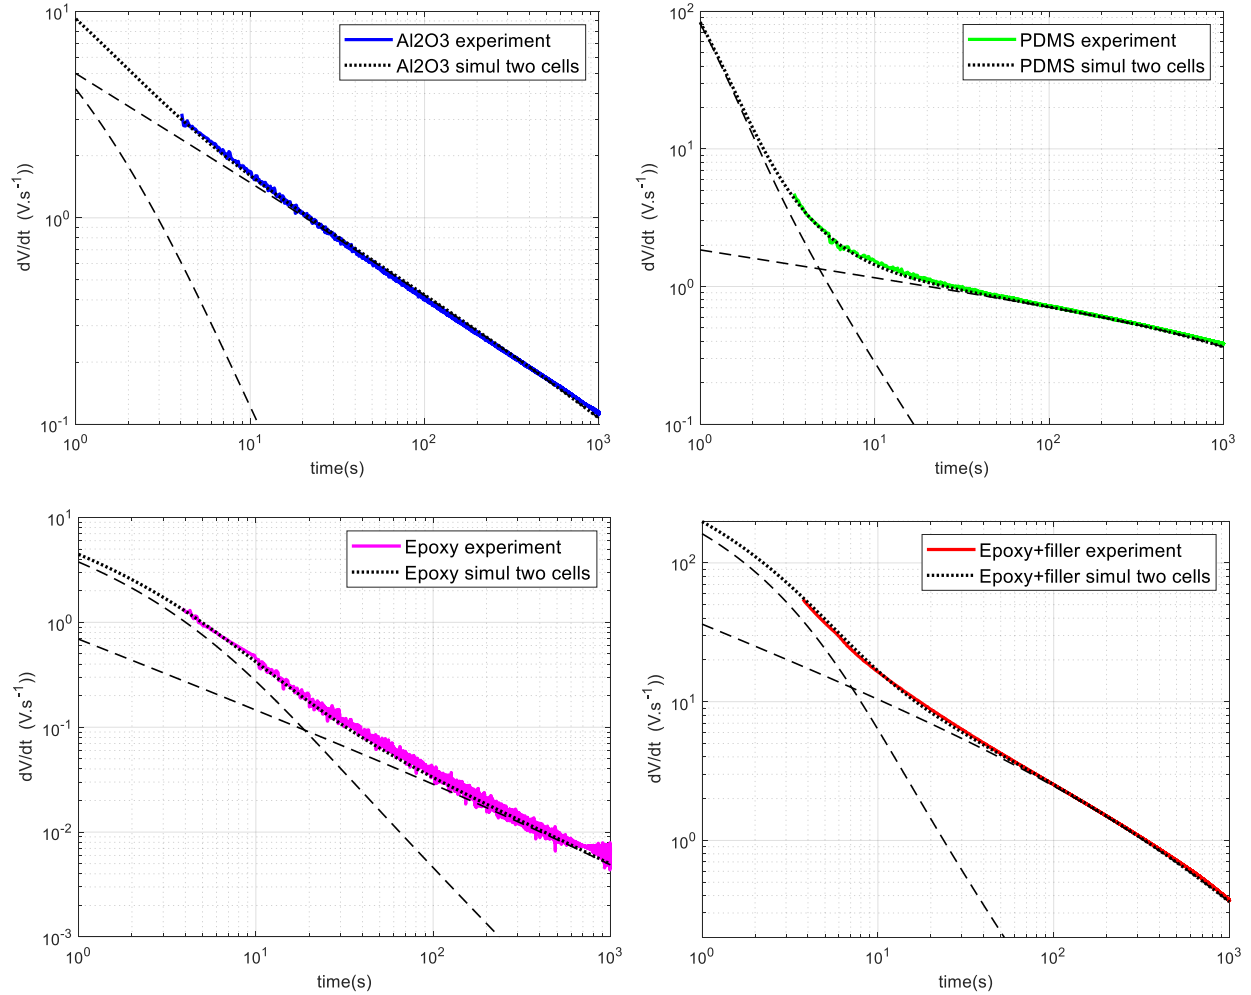 Al2O3 experiment
Al2O3 simul two cells
10^1
10^0
10^-1
dV/dt (V.s^-1))
10^0
10^1
10^2
10^3
time(s)
PDMS experiment
PDMS simul two cells
10^2
10^1
10^0
10^-1
dV/dt (V.s^-1))
10^0
10^1
10^2
10^3
time(s)
Epoxy experiment
Epoxy simul two cells
10^1
10^0
10^-1
10^-2
10^-3
dV/dt (V.s^-1))
10^0
10^1
10^2
10^3
time(s)
Epoxy+filler experiment
Epoxy+filler simul two cells
10^2
10^1
10^0
dV/dt (V.s^-1))
10^0
10^1
10^2
10^3
time(s)